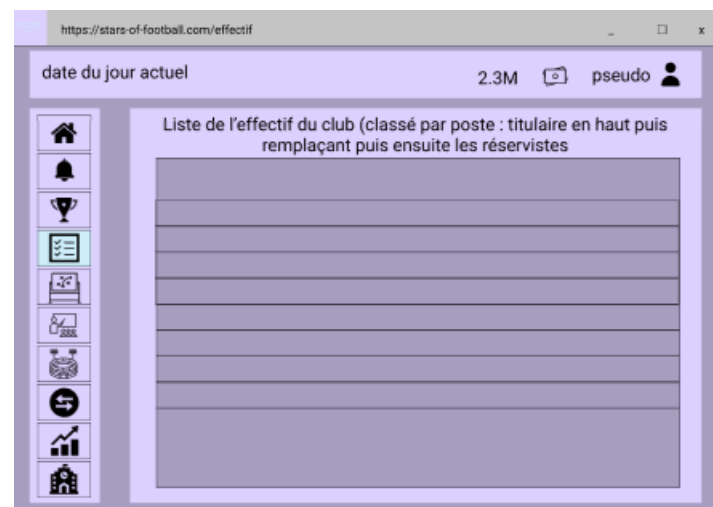 https://stars-of-football.com/effectif
date du jour actuel
2.3M
pseudo
Liste de l'effectif du club (classé par poste : titulaire en haut puis
remplaçant puis ensuite les réservistes